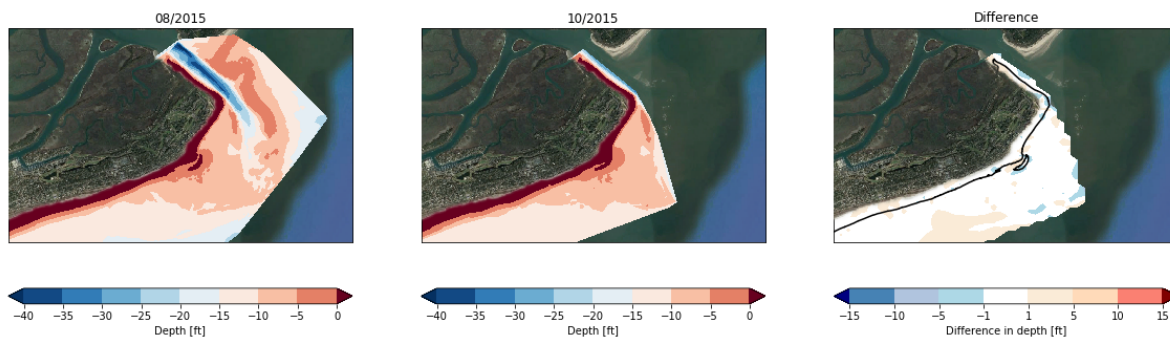 08/2015
10/2015
Difference
−40 −35 −30 −25 −20 −15 −10 −5 0
Depth [ft]
−40 −35 −30 −25 −20 −15 −10 −5 0
Depth [ft]
−15 −10 −5 −1 1 5 10 15
Difference in depth [ft]